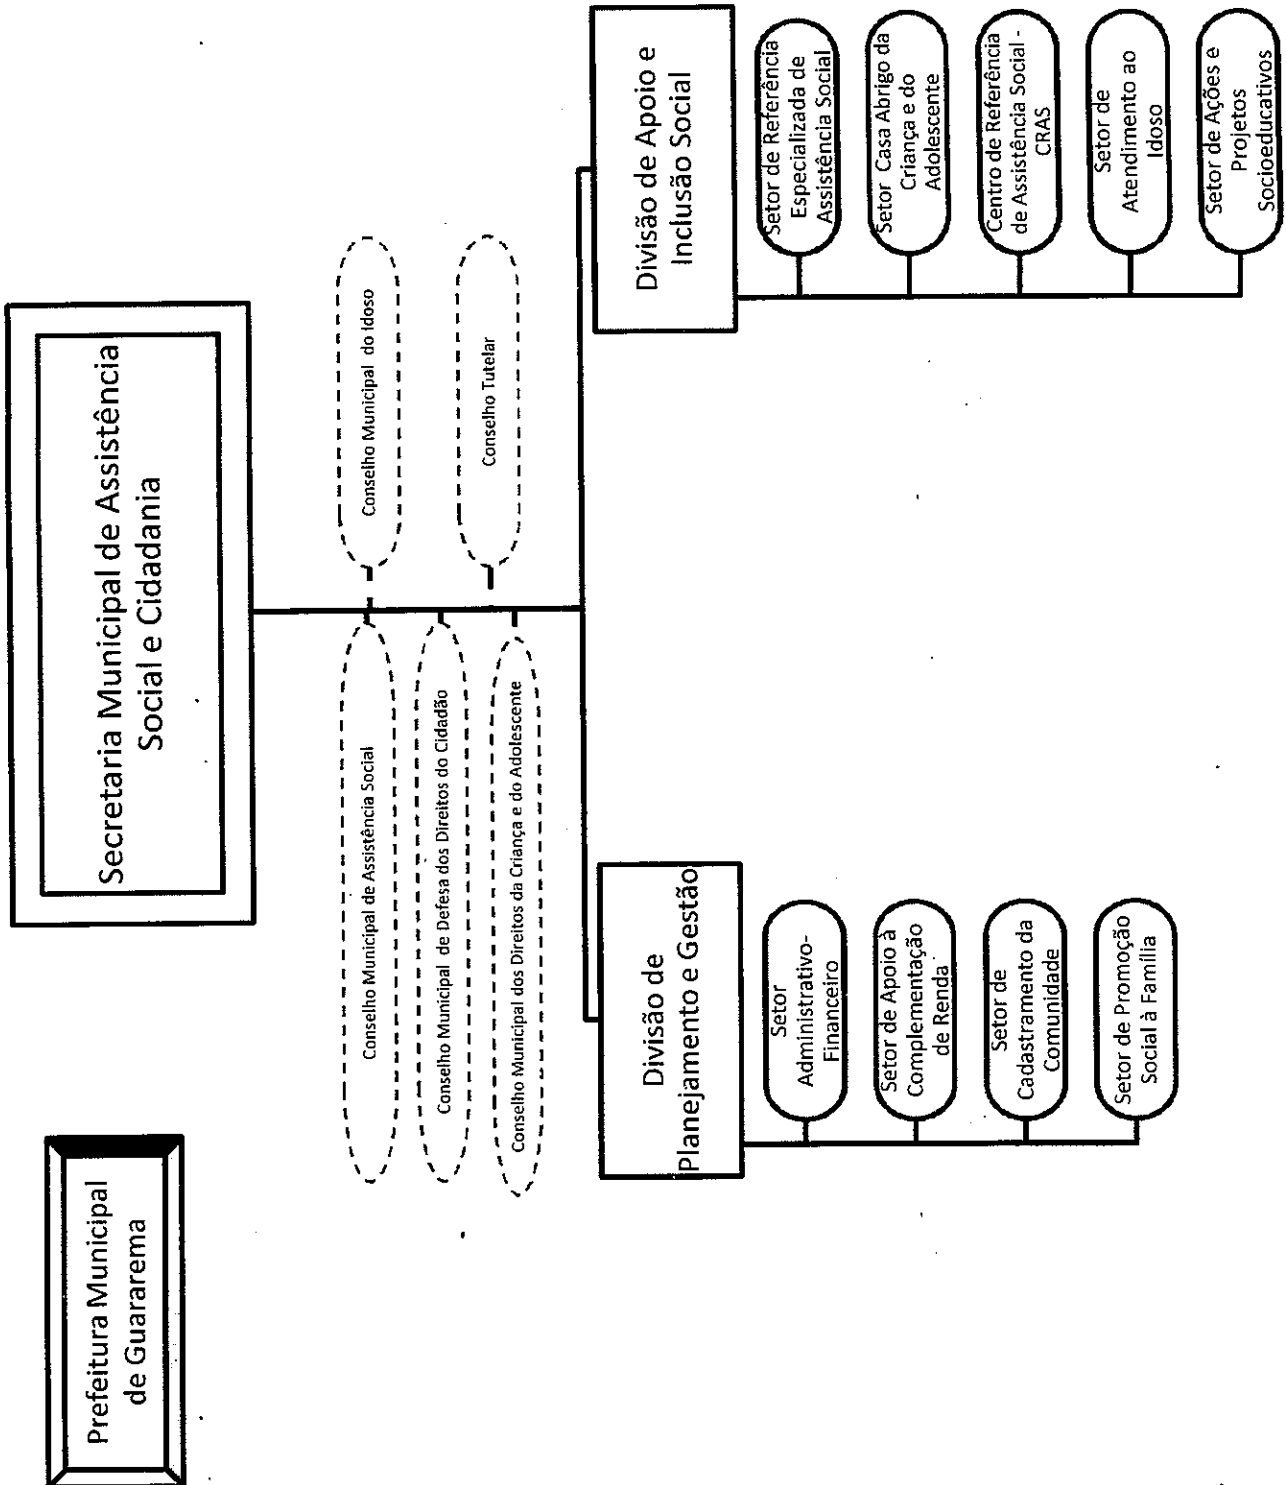 Prefeitura Municipal
de Guararema
Secretaria Municipal de Assistência
Social e Cidadania
Conselho Municipal de Assistência Social
Conselho Municipal do Idoso
Conselho Municipal de Defesa dos Direitos do Cidadão
Conselho Tutelar
Conselho Municipal dos Direitos da Criança e do Adolescente
Divisão de
Planejamento e Gestão
Setor
Administrativo-
Financeiro
Setor de Apoio à
Complementação
de Renda
Setor de
Cadastramento da
Comunidade
Setor de Promoção
Social à Família
Divisão de Apoio e
Inclusão Social
Setor de Referência
Especializada de
Assistência Social
Setor Casa Abrigo da
Criança e do
Adolescente
Centro de Referência
de Assistência Social -
CRAS
Setor de
Atendimento ao
Idoso
Setor de Ações e
Projetos
Socioeducativos